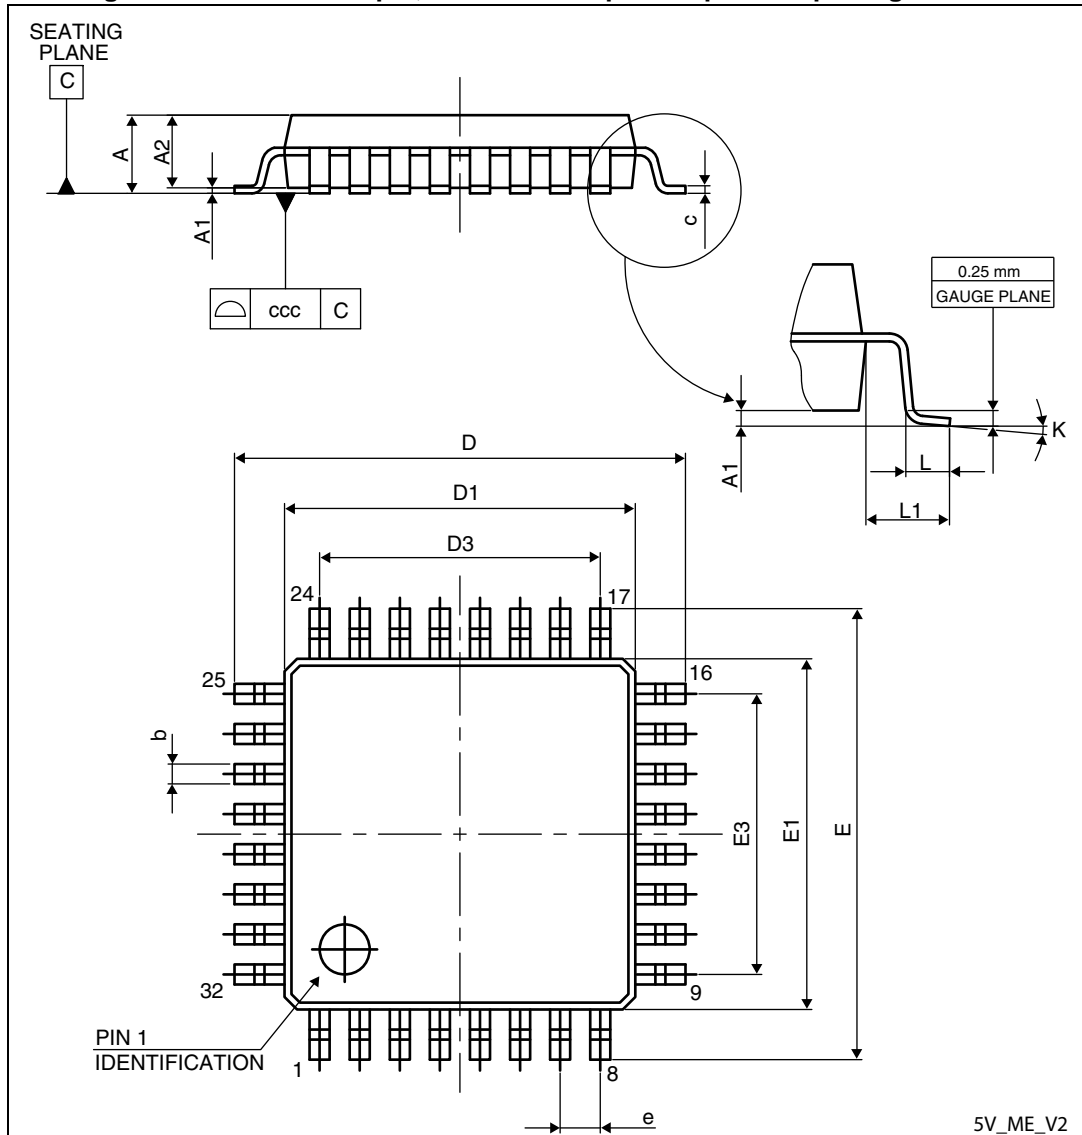 SEATING
PLANE
C
A
A2
A1
c
ccc
C
0.25 mm
GAUGE PLANE
A1
K
L
L1
D
D1
D3
24
17
25
16
b
E3
E1
E
32
9
PIN 1
IDENTIFICATION
1
8
e
5V_ME_V2